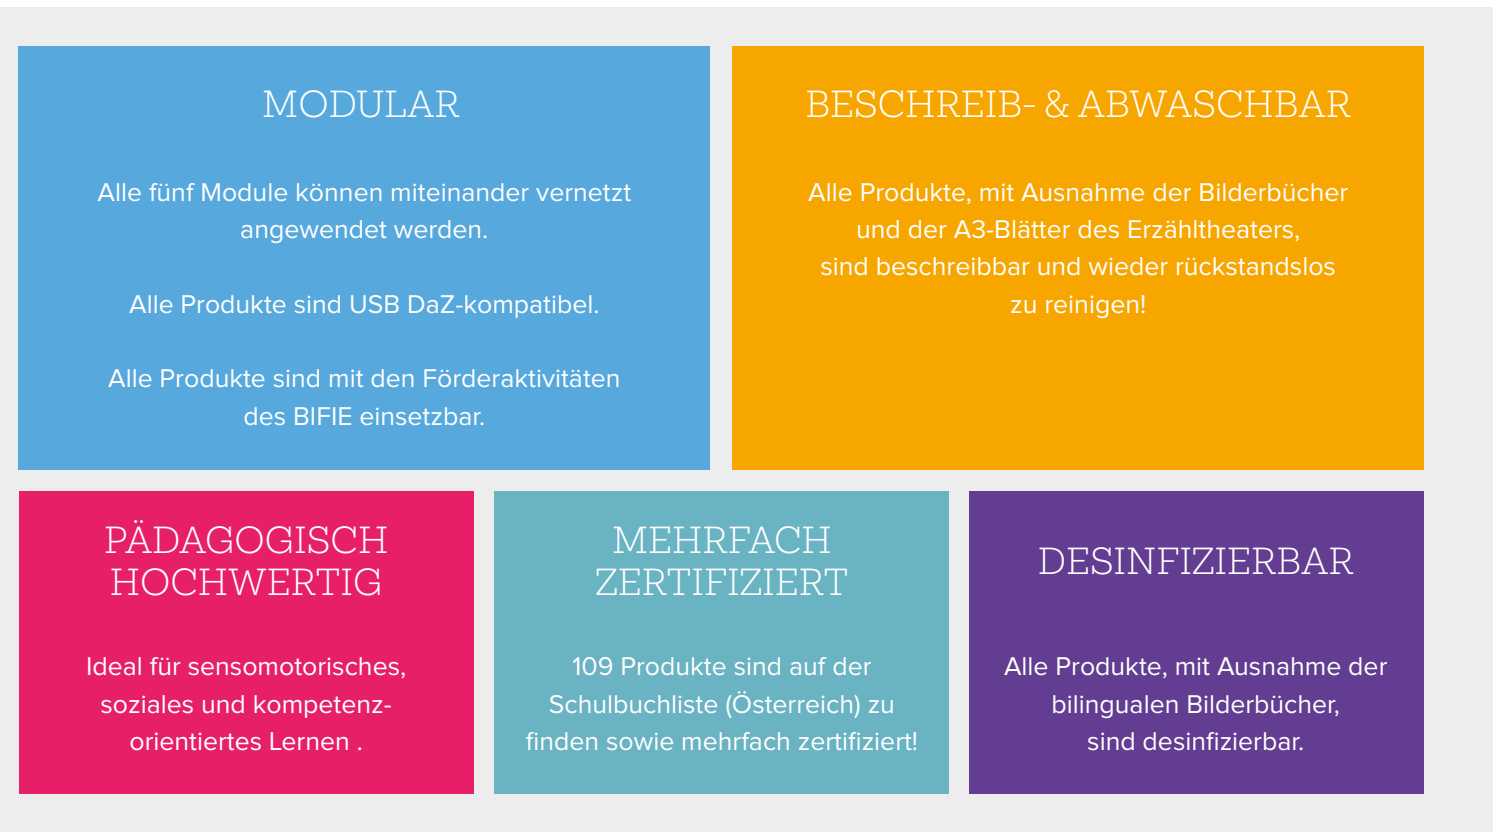 MODULAR
Alle fünf Module können miteinander vernetzt
angewendet werden.
Alle Produkte sind USB DaZ-kompatibel.
Alle Produkte sind mit den Förderaktivitäten
des BIFIE einsetzbar.
BESCHREIB- & ABWASCHBAR
Alle Produkte, mit Ausnahme der Bilderbücher
und der A3-Blätter des Erzähltheaters,
sind beschreibbar und wieder rückstandslos
zu reinigen!
PÄDAGOGISCH
HOCHWERTIG
Ideal für sensomotorisches,
soziales und kompetenz-
orientiertes Lernen .
MEHRFACH
ZERTIFIZIERT
109 Produkte sind auf der
Schulbuchliste (Österreich) zu
finden sowie mehrfach zertifiziert!
DESINFIZIERBAR
Alle Produkte, mit Ausnahme der
bilingualen Bilderbücher,
sind desinfizierbar.